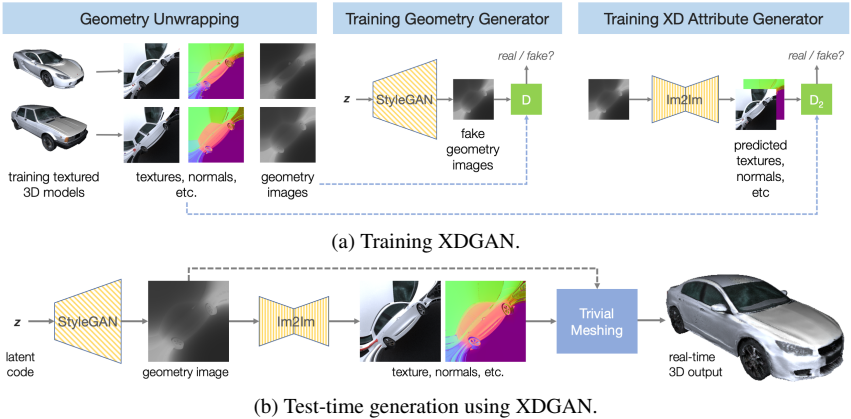 Geometry Unwrapping
Training Geometry Generator
Training XD Attribute Generator
training textured
3D models
textures, normals,
etc.
geometry
images
z
StyleGAN
fake
geometry
images
D
real / fake?
Im2Im
predicted
textures,
normals,
etc
D2
real / fake?
(a) Training XDGAN.
z
latent
code
StyleGAN
geometry image
Im2Im
texture, normals, etc.
Trivial
Meshing
real-time
3D output
(b) Test-time generation using XDGAN.